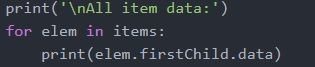 print('\nAll item data:')
for elem in items:
    print(elem.firstChild.data)